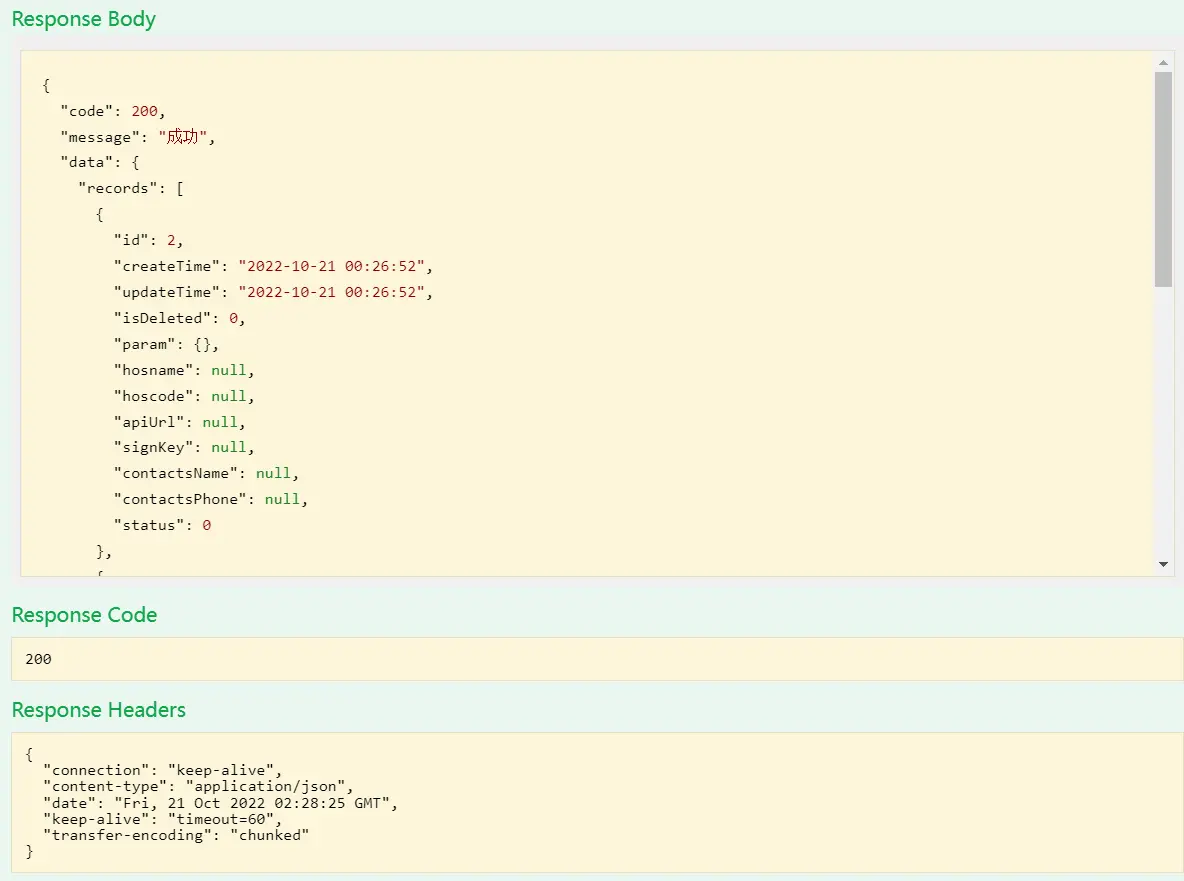 Response Body
{
"code": 200,
"message": "成功",
"data": {
"records": [
{
"id": 2,
"createTime": "2022-10-21 00:26:52",
"updateTime": "2022-10-21 00:26:52",
"isDeleted": 0,
"param": {},
"hosname": null,
"hoscode": null,
"apiUrl": null,
"signKey": null,
"contactsName": null,
"contactsPhone": null,
"status": 0
},
{
Response Code
200
Response Headers
{
"connection": "keep-alive",
"content-type": "application/json",
"date": "Fri, 21 Oct 2022 02:28:25 GMT",
"keep-alive": "timeout=60",
"transfer-encoding": "chunked"
}